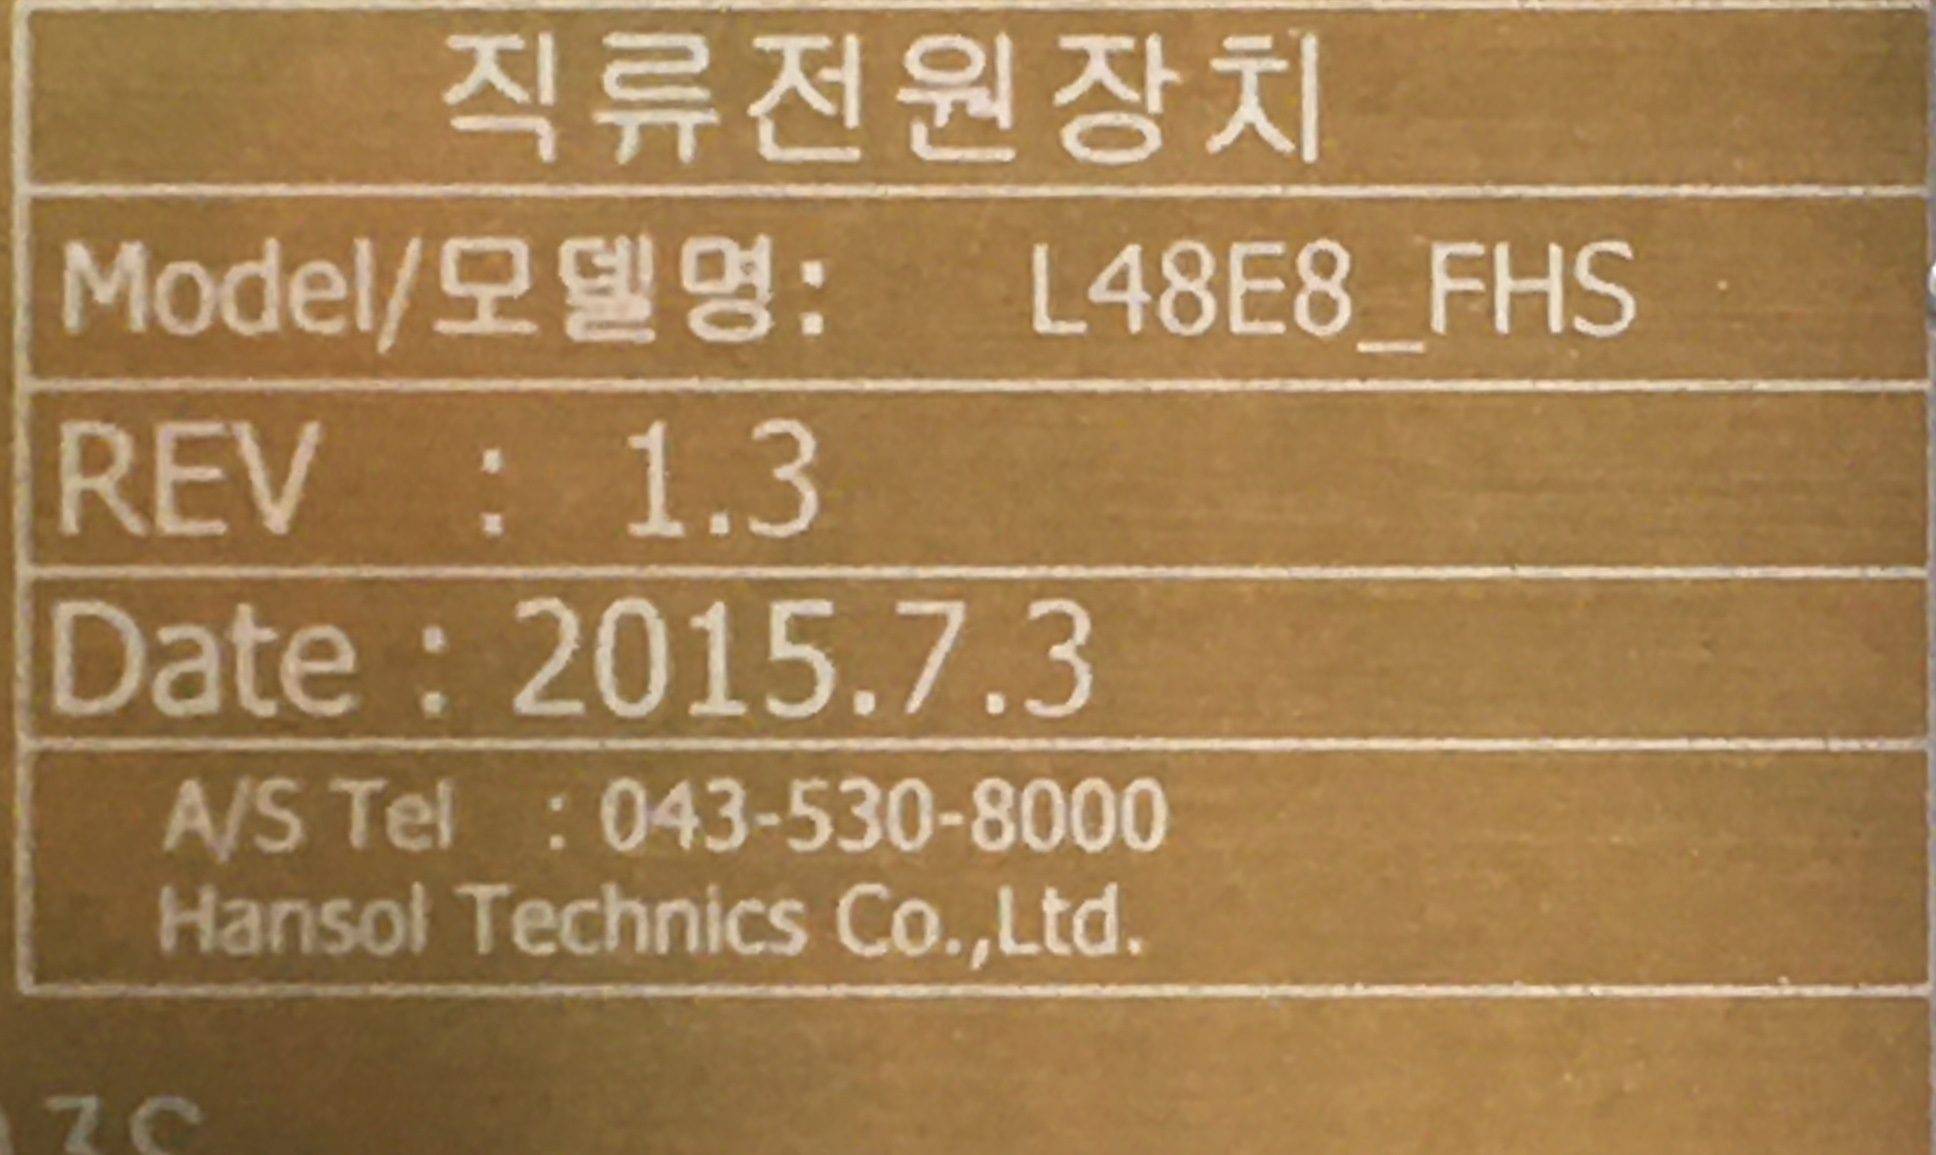 직류전원장치
Model/모델명: L48E8_FHS
REV : 1.3
Date : 2015.7.3
A/S Tel : 043-530-8000
Hansol Technics Co.,Ltd.